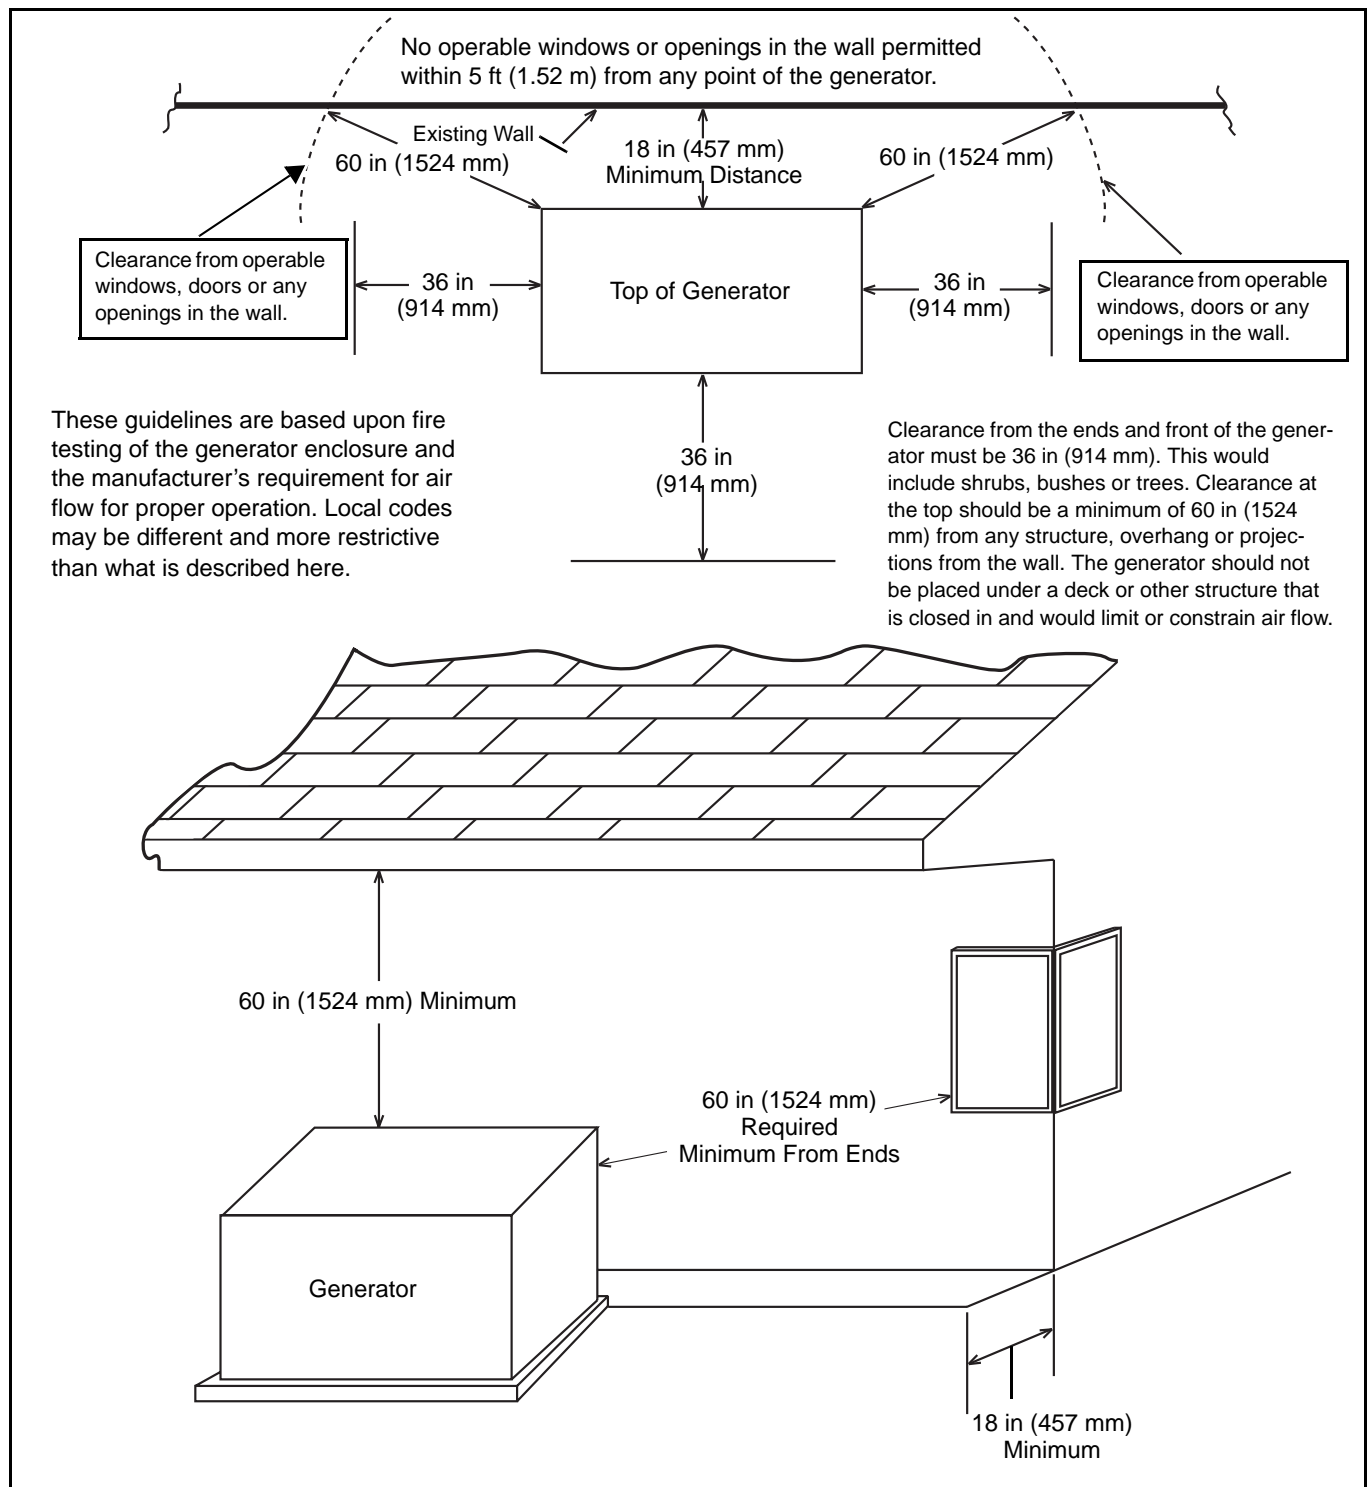 No operable windows or openings in the wall permitted
within 5 ft (1.52 m) from any point of the generator.
Existing Wall
60 in (1524 mm)
18 in (457 mm)
Minimum Distance
60 in (1524 mm)
Clearance from operable
windows, doors or any
openings in the wall.
36 in
(914 mm)
Top of Generator
36 in
(914 mm)
Clearance from operable
windows, doors or any
openings in the wall.
These guidelines are based upon fire
testing of the generator enclosure and
the manufacturer's requirement for air
flow for proper operation. Local codes
may be different and more restrictive
than what is described here.
36 in
(914 mm)
Clearance from the ends and front of the gener-
ator must be 36 in (914 mm). This would
include shrubs, bushes or trees. Clearance at
the top should be a minimum of 60 in (1524
mm) from any structure, overhang or projec-
tions from the wall. The generator should not
be placed under a deck or other structure that
is closed in and would limit or constrain air flow.
60 in (1524 mm) Minimum
60 in (1524 mm)
Required
Minimum From Ends
Generator
18 in (457 mm)
Minimum